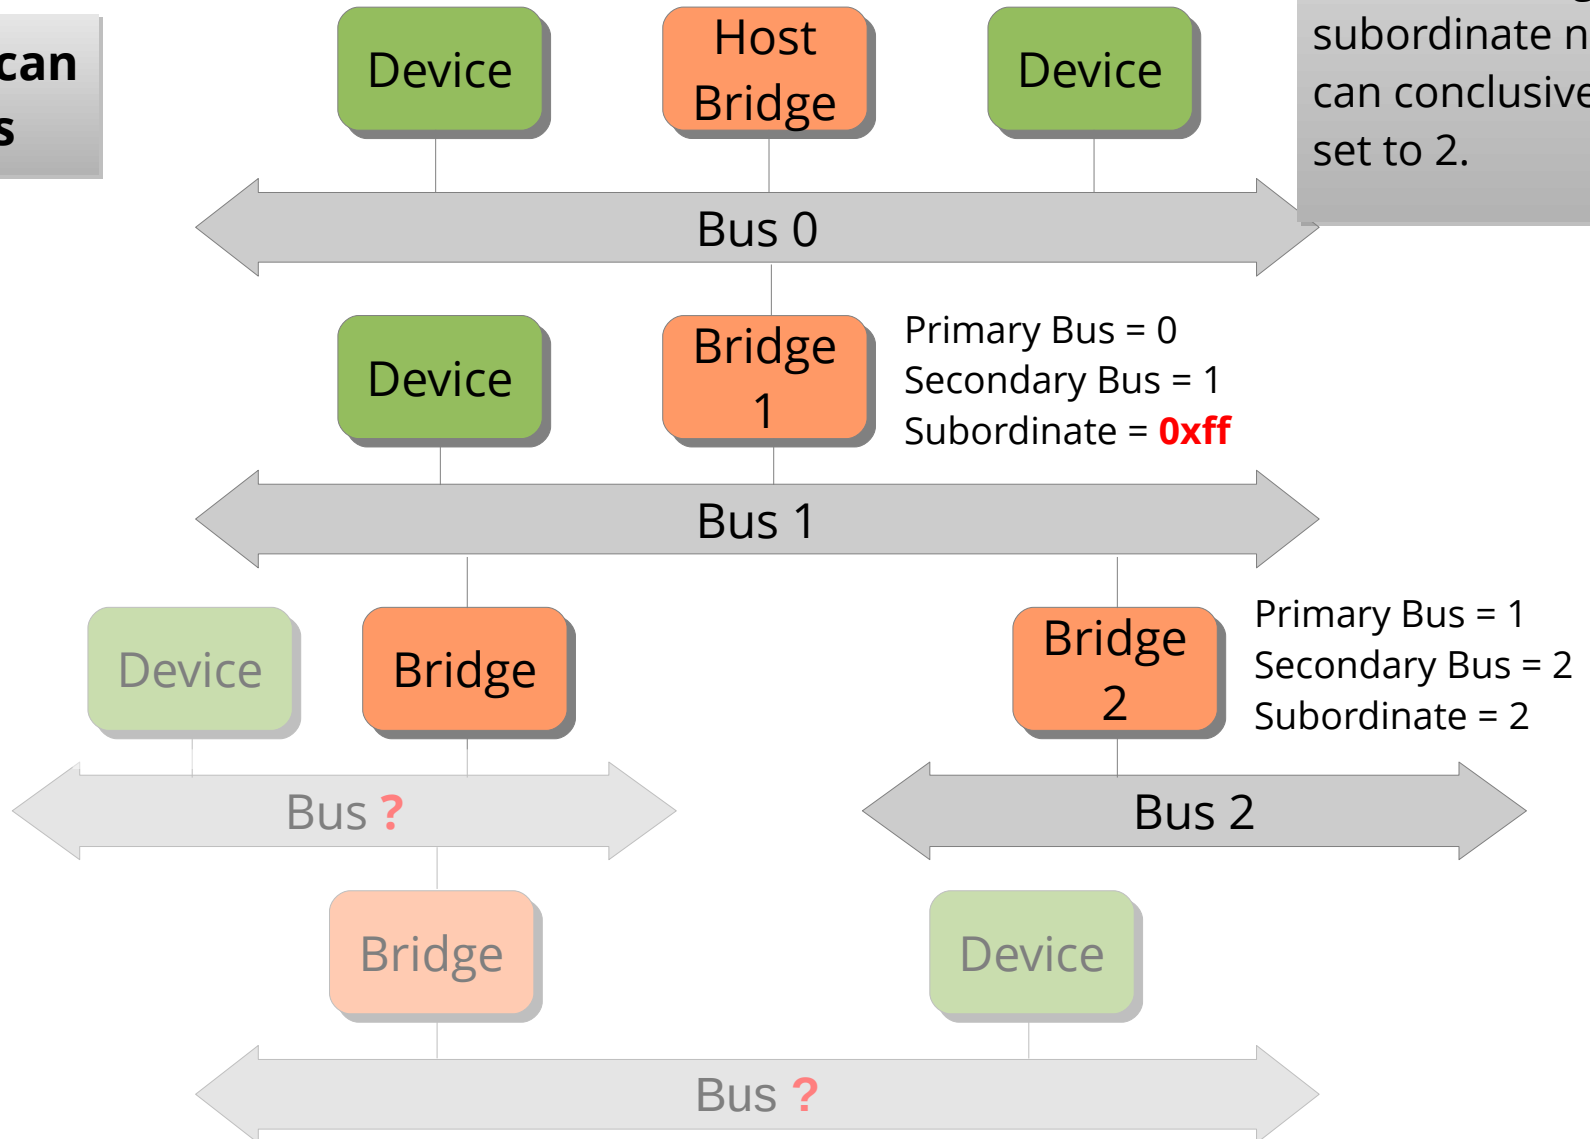 can
s
Device
Host
Bridge
Device
subordinate n
can conclusive
set to 2.
Bus 0
Device
Bridge
1
Primary Bus = 0
Secondary Bus = 1
Subordinate = 0xff
Bus 1
Device
Bridge
Bridge
2
Primary Bus = 1
Secondary Bus = 2
Subordinate = 2
Bus ?
Bus 2
Bridge
Device
Bus ?